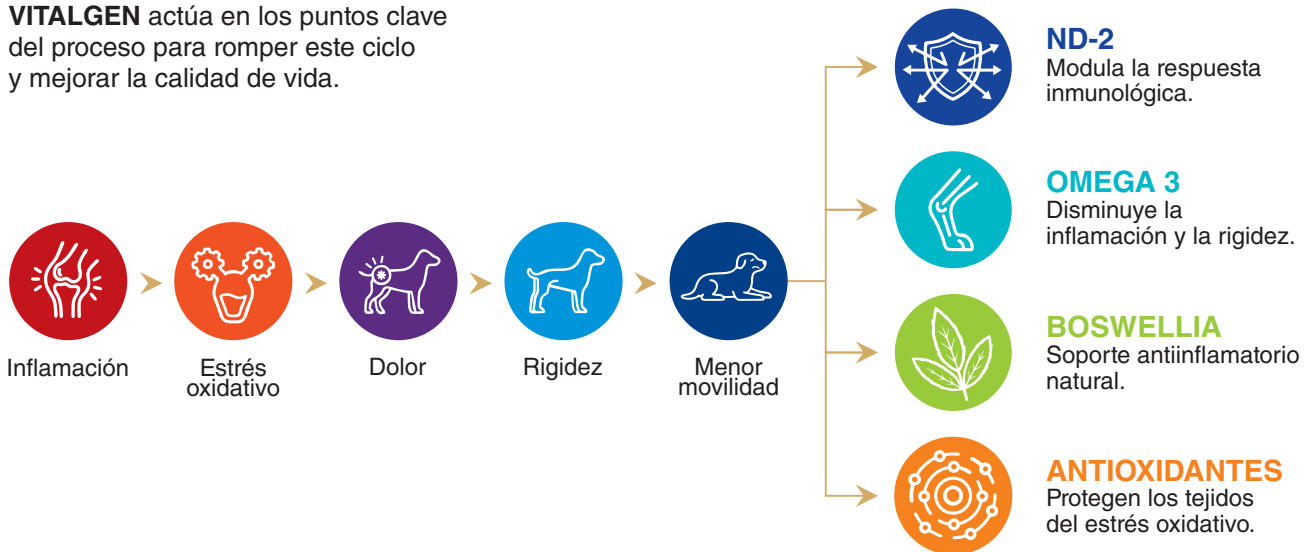 VITALGEN actúa en los puntos clave
del proceso para romper este ciclo
y mejorar la calidad de vida.
Inflamación
Estrés
oxidativo
Dolor
Rigidez
Menor
movilidad
ND-2
Modula la respuesta
inmunológica.
OMEGA 3
Disminuye la
inflamación y la rigidez.
BOSWELLIA
Soporte antiinflamatorio
natural.
ANTIOXIDANTES
Protegen los tejidos
del estrés oxidativo.